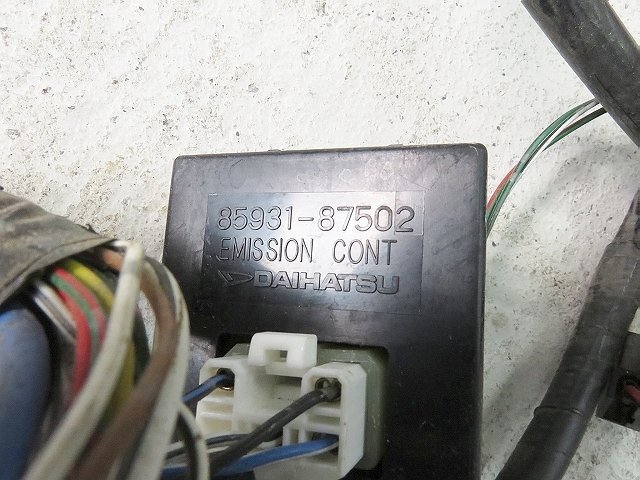 85931-87502
EMISSION CONT
DAIHATSU